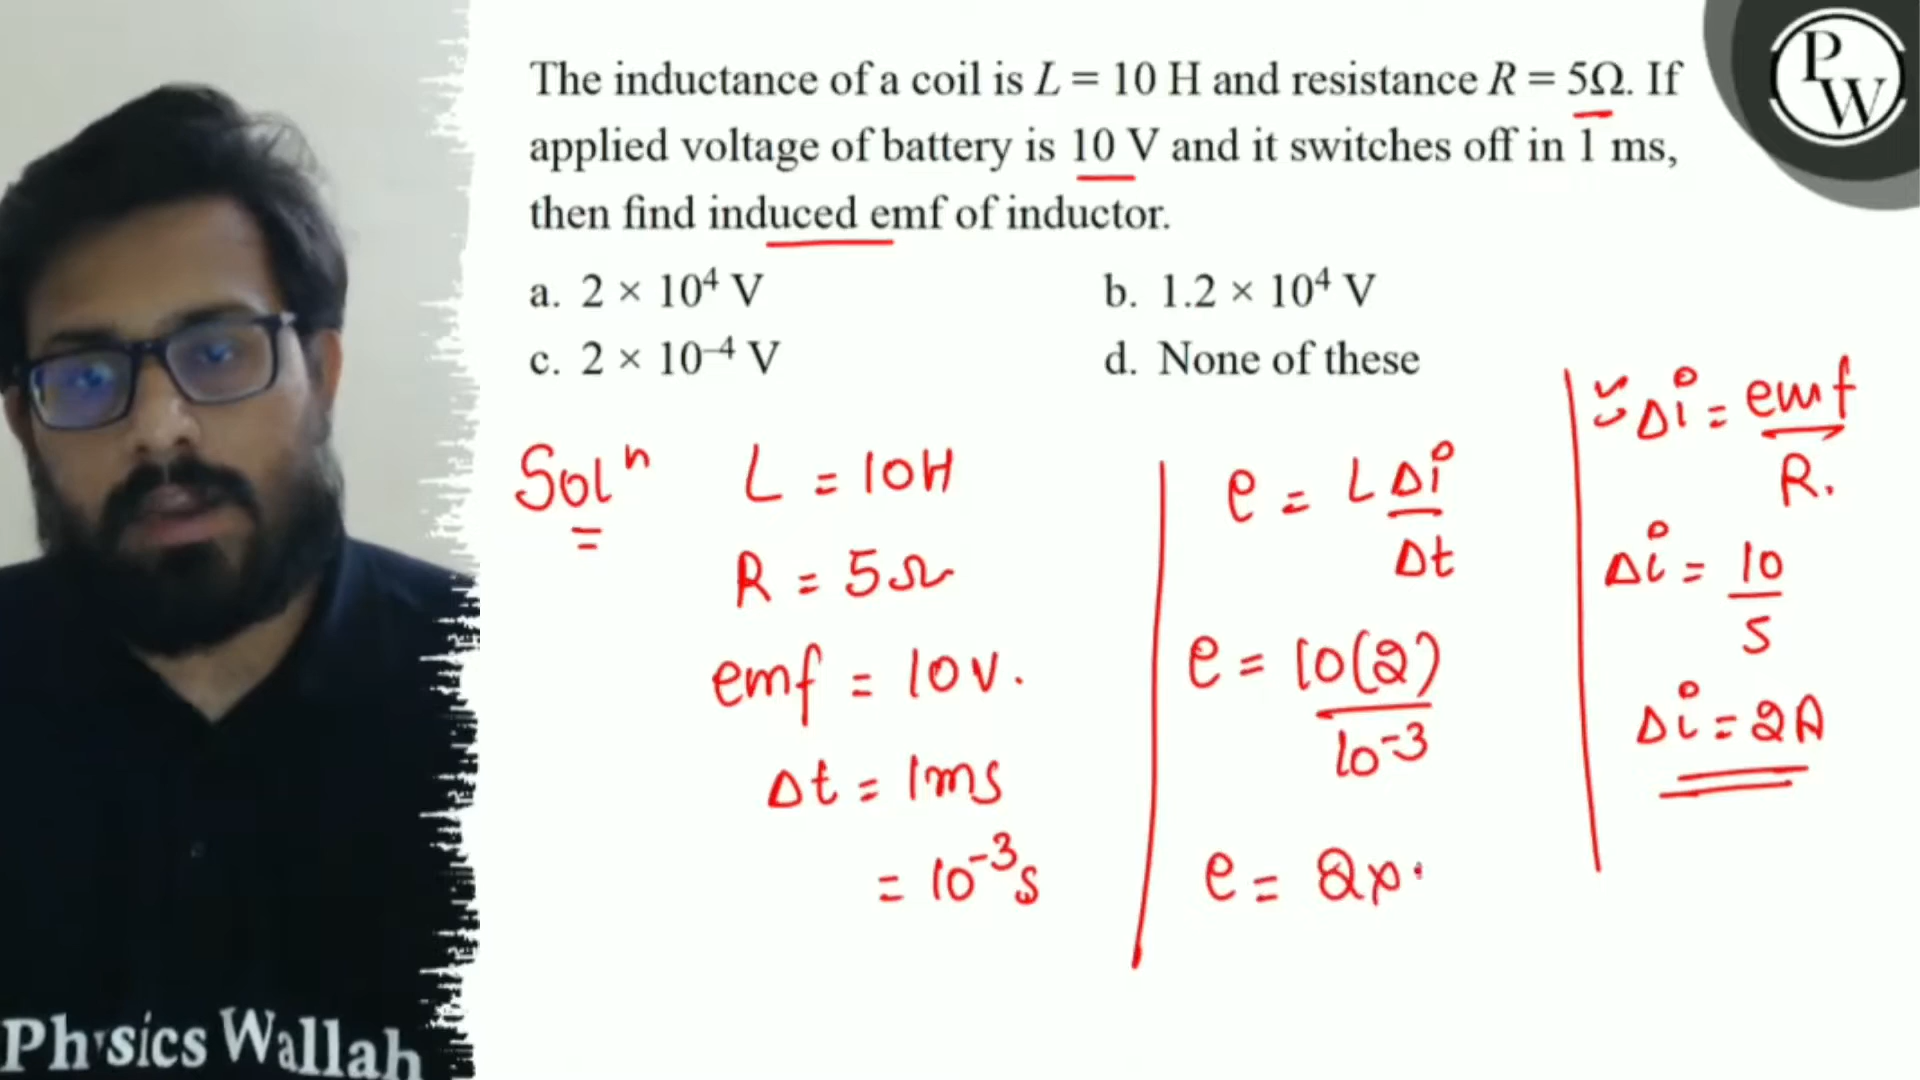 The inductance of a coil is L = 10 H and resistance R = 5Ω. If
applied voltage of battery is 10 V and it switches off in 1 ms,
then find induced emf of inductor.
a. 2 × 10⁴ V
b. 1.2 × 10⁴ V
c. 2 × 10⁻⁴ V
d. None of these
PW
Solⁿ
L = 10H
R = 5Ω
emf = 10V.
Δt = 1ms
= 10⁻³s
e = LΔi/Δt
e = 10(2)/10⁻³
e = 2×
Δi = emf/R.
Δi = 10/5
Δi = 2A
Physics Wallah